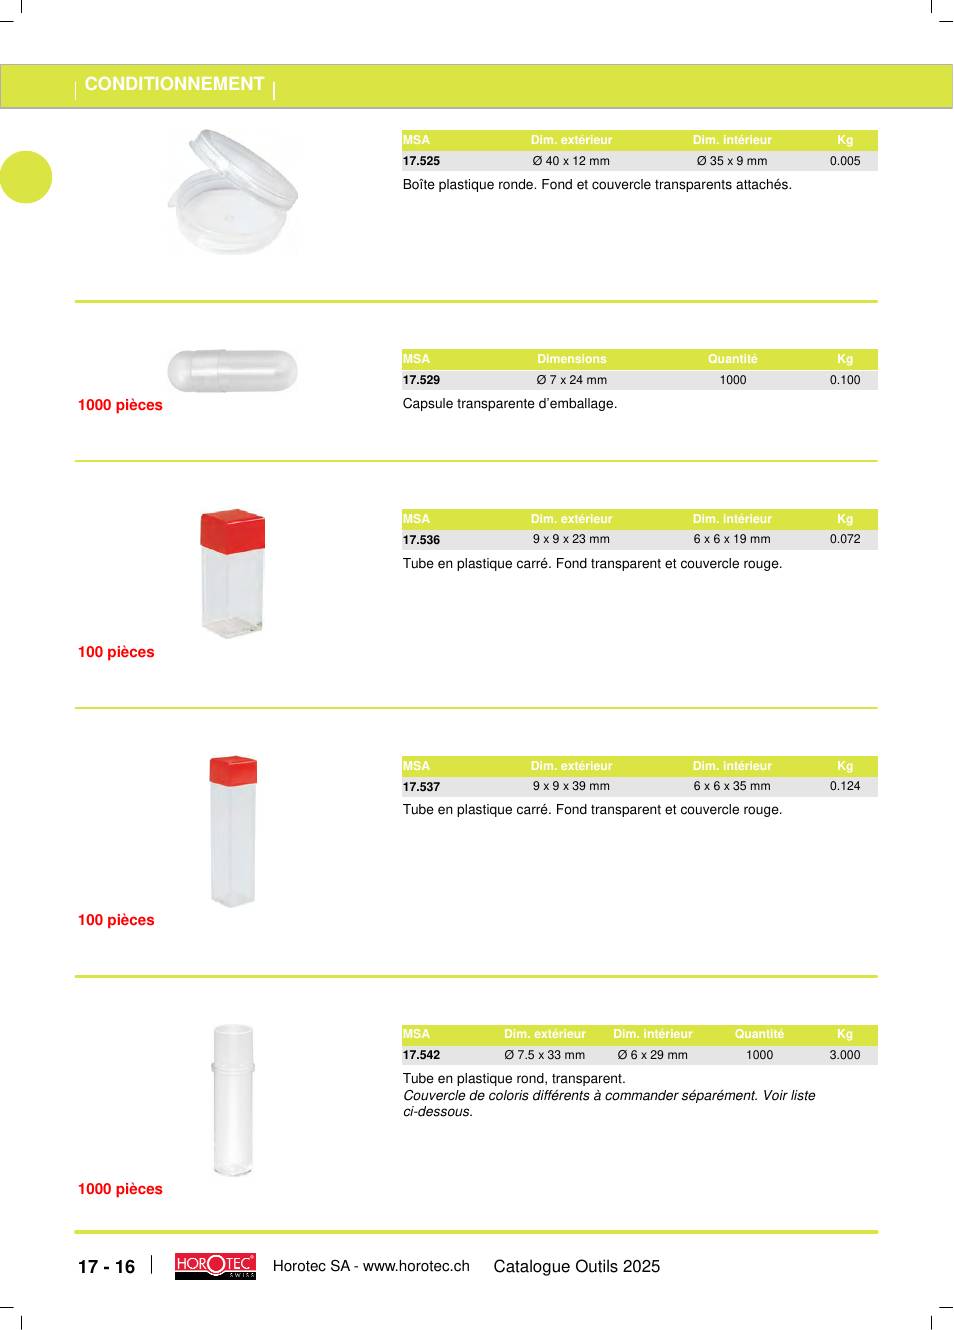 CONDITIONNEMENT
MSA Dim. extérieur Dim. intérieur Kg
17.525 Ø 40 x 12 mm Ø 35 x 9 mm 0.005
Boîte plastique ronde. Fond et couvercle transparents attachés.
MSA Dimensions Quantité Kg
17.529 Ø 7 x 24 mm 1000 0.100
1000 pièces
Capsule transparente d'emballage.
MSA Dim. extérieur Dim. intérieur Kg
17.536 9 x 9 x 23 mm 6 x 6 x 19 mm 0.072
Tube en plastique carré. Fond transparent et couvercle rouge.
100 pièces
MSA Dim. extérieur Dim. intérieur Kg
17.537 9 x 9 x 39 mm 6 x 6 x 35 mm 0.124
Tube en plastique carré. Fond transparent et couvercle rouge.
100 pièces
MSA Dim. extérieur Dim. intérieur Quantité Kg
17.542 Ø 7.5 x 33 mm Ø 6 x 29 mm 1000 3.000
Tube en plastique rond, transparent.
Couvercle de coloris différents à commander séparément. Voir liste
ci-dessous.
1000 pièces
17 - 16 HOROTEC® SWISS Horotec SA - www.horotec.ch Catalogue Outils 2025